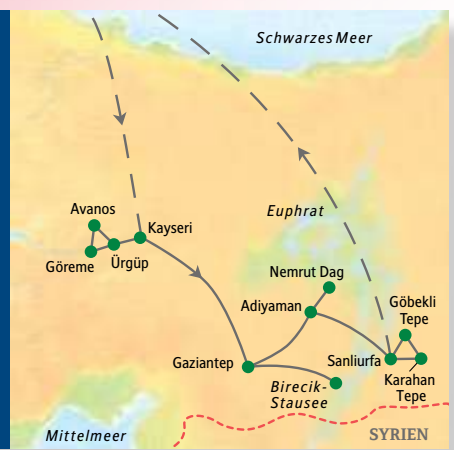 Schwarzes Meer
Euphrat
Avanos
Kayseri
Göreme
Ürgüp
Nemrut Dag
Adiyaman
Göbekli
Tepe
Gaziantep
Sanliurfa
Karahan
Tepe
Birecik-
Stausee
Mittelmeer
SYRIEN